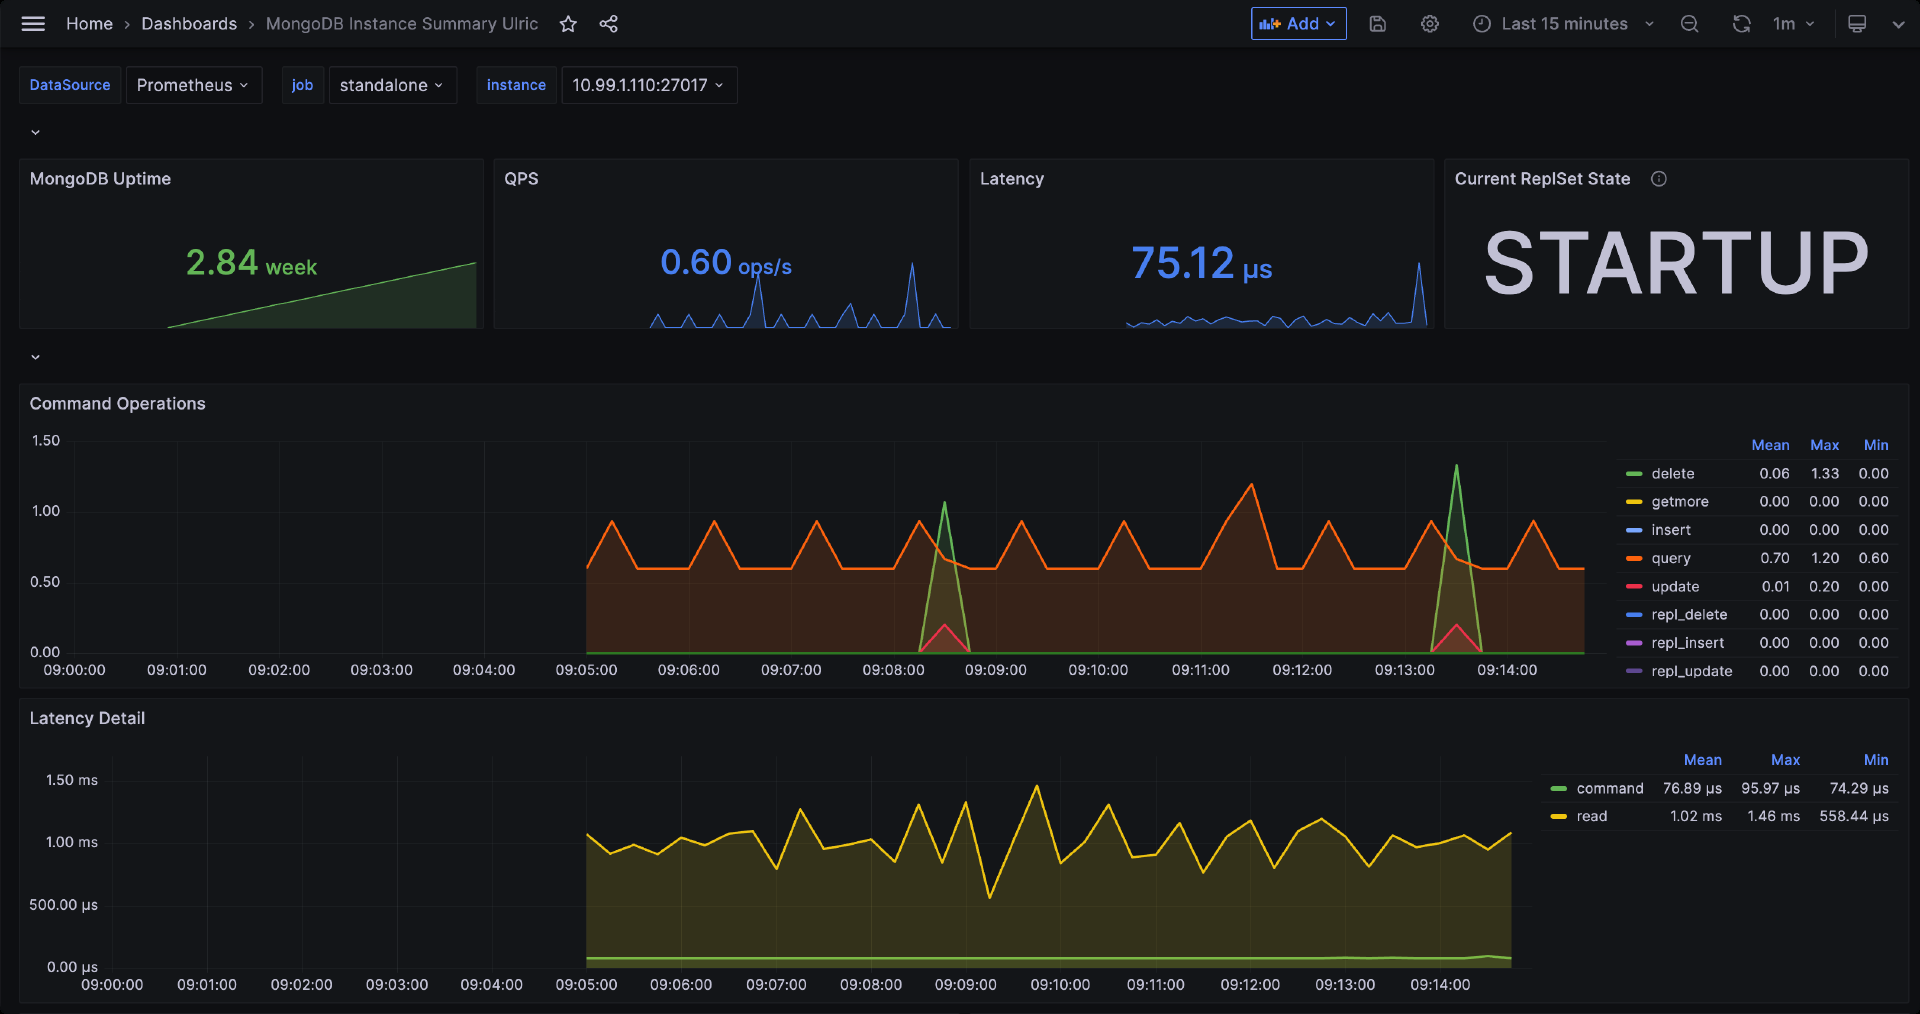 Home › Dashboards › MongoDB Instance Summary Ulric Add Last 15 minutes 1m
DataSource Prometheus job standalone instance 10.99.1.110:27017
MongoDB Uptime
2.84 week
QPS
0.60 ops/s
Latency
75.12 µs
Current ReplSet State
STARTUP
Command Operations
1.50
1.00
0.50
0.00
09:00:00 09:01:00 09:02:00 09:03:00 09:04:00 09:05:00 09:06:00 09:07:00 09:08:00 09:09:00 09:10:00 09:11:00 09:12:00 09:13:00 09:14:00
Mean Max Min
delete 0.06 1.33 0.00
getmore 0.00 0.00 0.00
insert 0.00 0.00 0.00
query 0.70 1.20 0.60
update 0.01 0.20 0.00
repl_delete 0.00 0.00 0.00
repl_insert 0.00 0.00 0.00
repl_update 0.00 0.00 0.00
Latency Detail
1.50 ms
1.00 ms
500.00 µs
0.00 µs
09:00:00 09:01:00 09:02:00 09:03:00 09:04:00 09:05:00 09:06:00 09:07:00 09:08:00 09:09:00 09:10:00 09:11:00 09:12:00 09:13:00 09:14:00
Mean Max Min
command 76.89 µs 95.97 µs 74.29 µs
read 1.02 ms 1.46 ms 558.44 µs